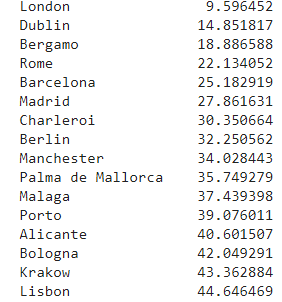 London 9.596452
Dublin 14.851817
Bergamo 18.886588
Rome 22.134052
Barcelona 25.182919
Madrid 27.861631
Charleroi 30.350664
Berlin 32.250562
Manchester 34.028443
Palma de Mallorca 35.749279
Malaga 37.439398
Porto 39.076011
Alicante 40.601507
Bologna 42.049291
Krakow 43.362884
Lisbon 44.646469